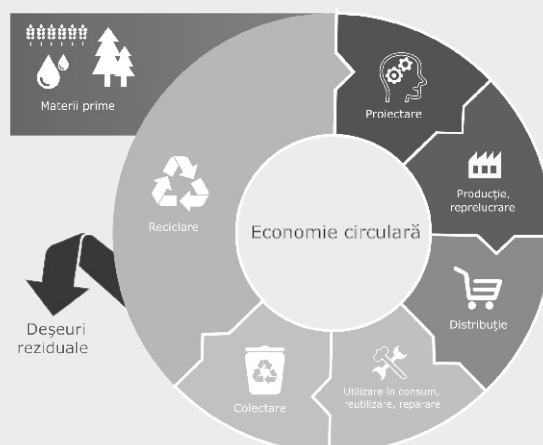 Materii prime
Proiectare
Producție,
reprelucrare
Distribuție
Utilizare în consum,
reutilizare, reparare
Colectare
Reciclare
Economie circulară
Deșeuri
reziduale